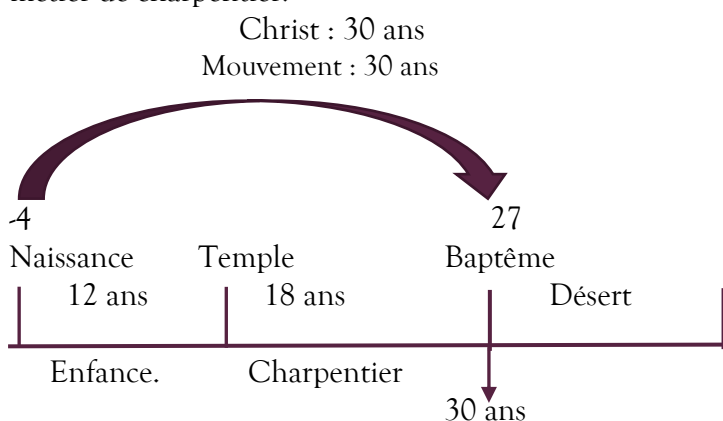 métier de charpentier.
Christ : 30 ans
Mouvement : 30 ans
-4 27
Naissance Temple Baptême
12 ans 18 ans Désert
Enfance. Charpentier
30 ans